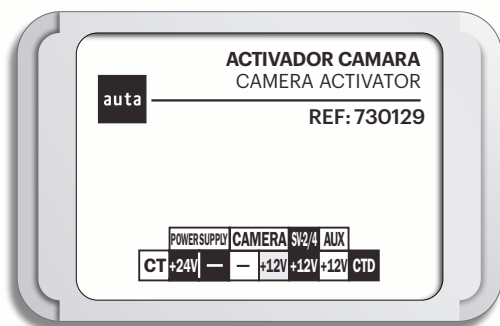 ACTIVADOR CAMARA
CAMERA ACTIVATOR
auta
REF: 730129
POWER SUPPLY CAMERA SV-2/4 AUX
CT +24V — — +12V +12V +12V CTD